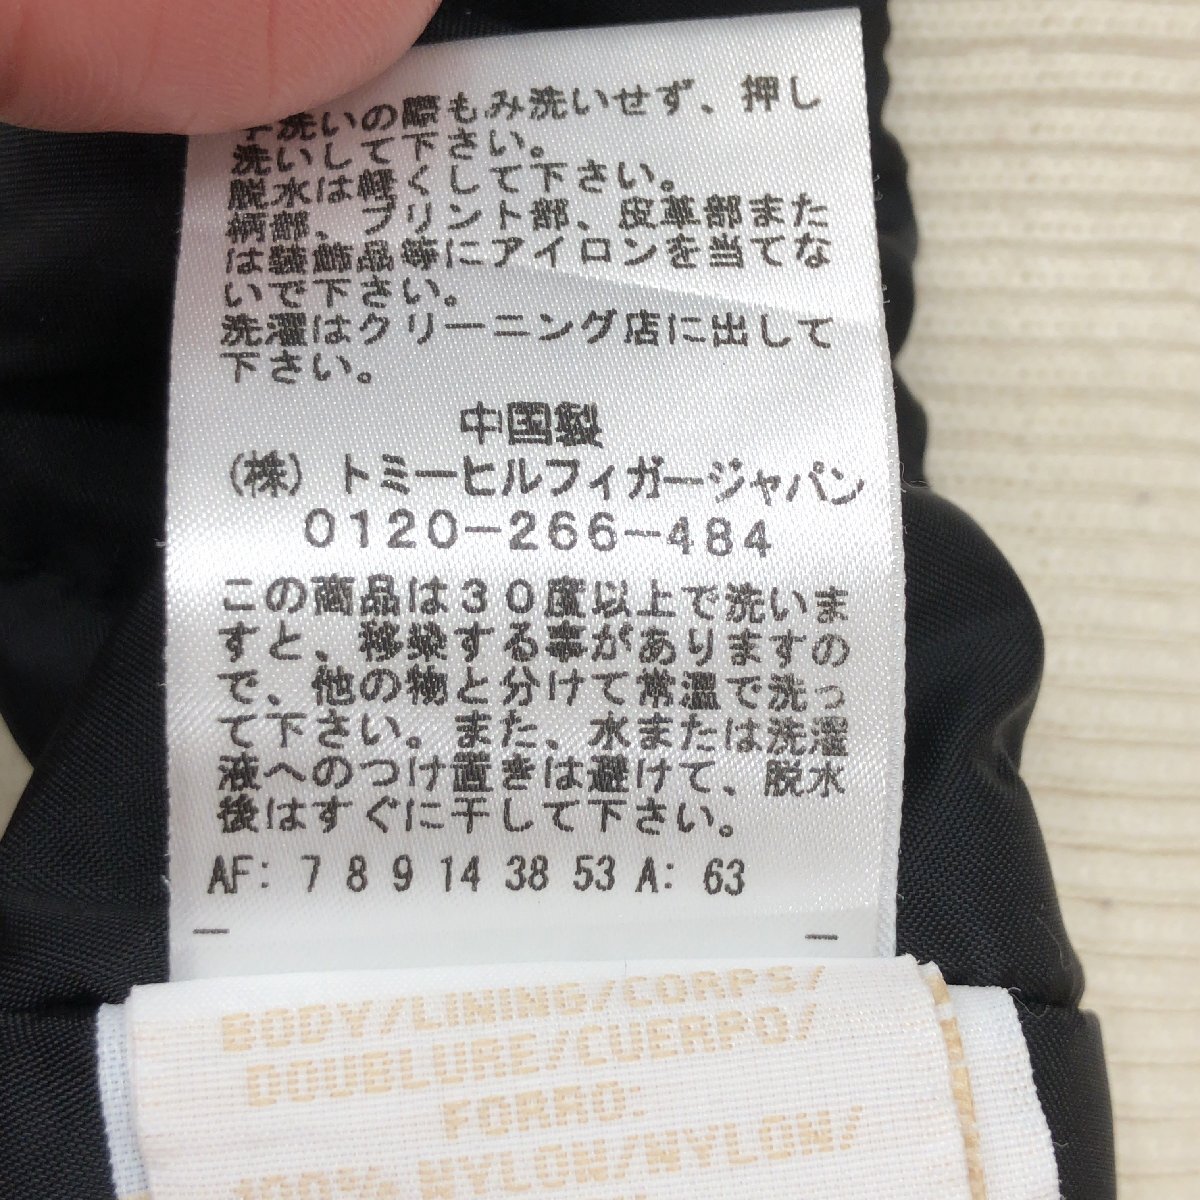 手洗いの際もみ洗いせず、押し
洗いして下さい。
脱水は軽くして下さい。
柄部、プリント部、皮革部また
は装飾品等にアイロンを当てな
いで下さい。
洗濯はクリーニング店に出して
下さい。
中国製
(株)トミーヒルフィガージャパン
0120-266-484
この商品は30度以上で洗いま
すと、移染する事がありますの
で、他の物と分けて常温で洗っ
て下さい。また、水または洗濯
液へのつけ置きは避けて、脱水
後はすぐに干して下さい。
AF: 7 8 9 14 38 53 A: 63
BODY/LINING/CORPS/
DOUBLURE/CUERPO/
FORRO:
100% NYLON/NYLON/